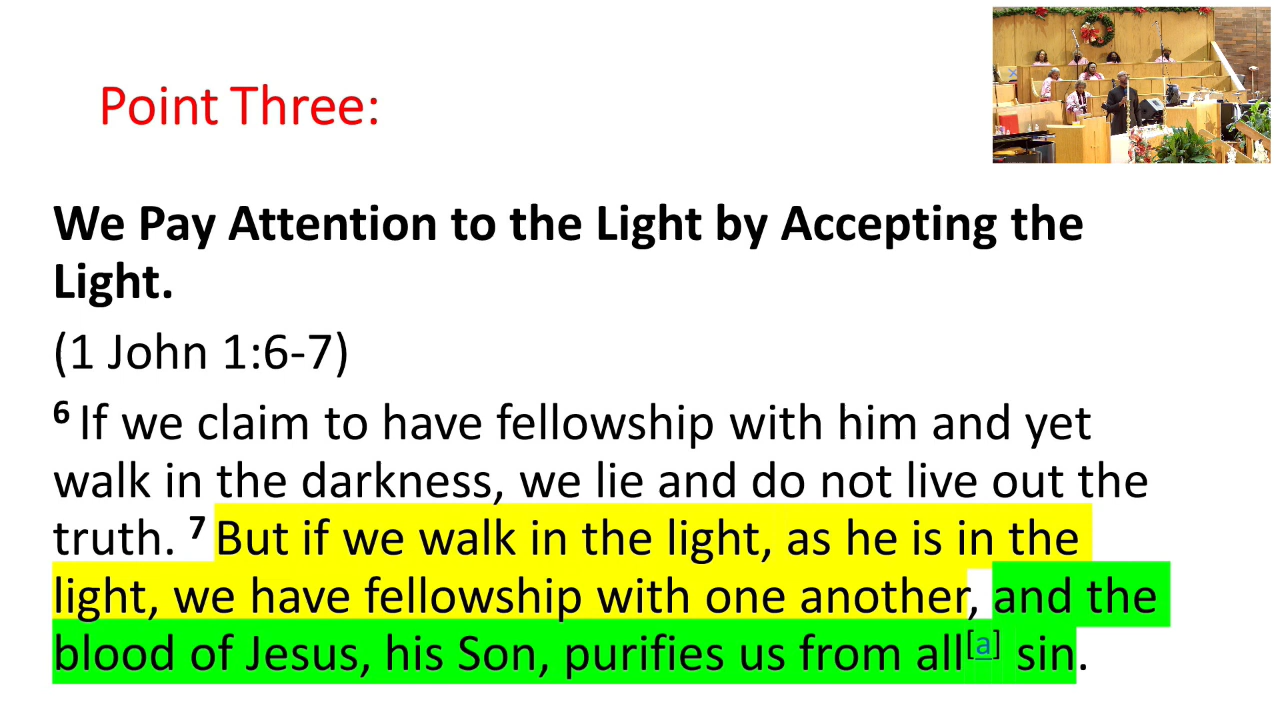 Point Three:
We Pay Attention to the Light by Accepting the
Light.
(1 John 1:6-7)
6 If we claim to have fellowship with him and yet
walk in the darkness, we lie and do not live out the
truth. 7 But if we walk in the light, as he is in the
light, we have fellowship with one another, and the
blood of Jesus, his Son, purifies us from all[a] sin.